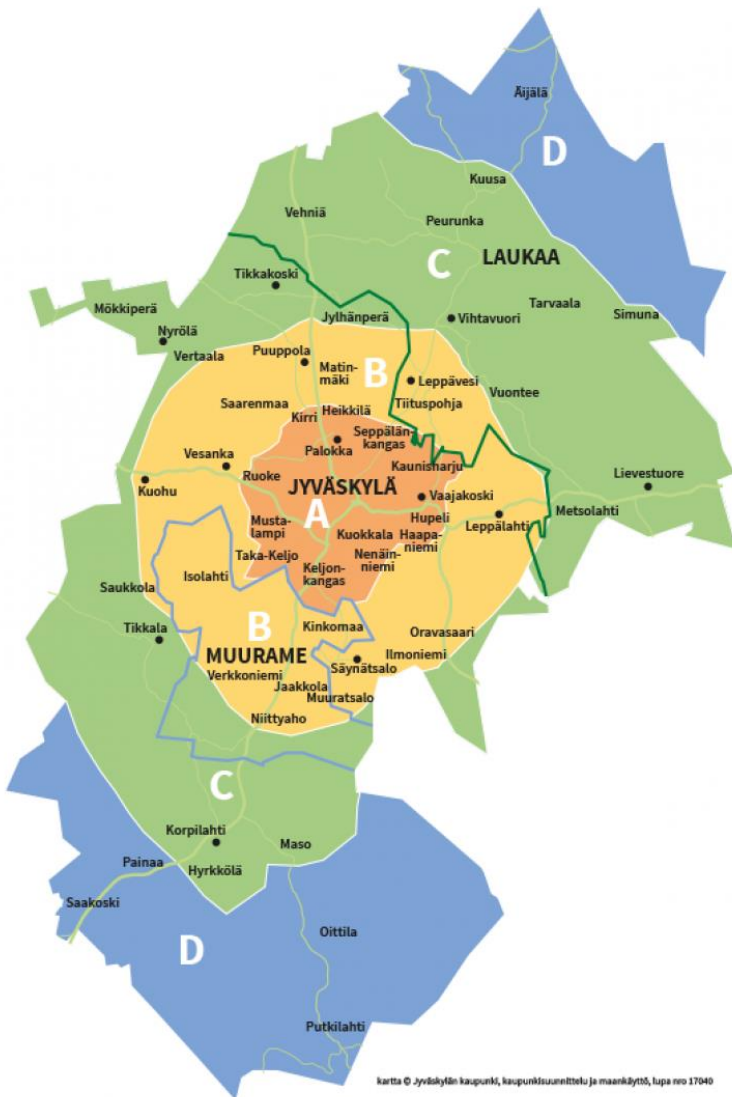 Äijälä
D
Kuusa
Vehniä
Peurunka
C
LAUKAA
Tikkakoski
Mökkiperä
Tarvaala
Jylhänperä
Vihtavuori
Simuna
Nyrölä
Vertaala
Puuppola
Matin-
mäki
B
Leppävesi
Tiituspohja
Vuontee
Saarenmaa
Kirri
Heikkilä
Seppälän-
kangas
Palokka
Vesanka
Kaunisharju
Ruoke
Lievestuore
Kuohu
JYVÄSKYLÄ
Vaajakoski
Metsolahti
A
Hupeli
Leppälahti
Musta-
lampi
Kuokkala
Haapa-
niemi
Taka-Keljo
Nenäin-
niemi
Keljon-
kangas
Isolahti
Saukkola
B
Kinkomaa
Oravasaari
Tikkala
MUURAME
Säynätsalo
Ilmoniemi
Verkkoniemi
Jaakkola
Muuratsalo
Niittyaho
C
Korpilahti
Maso
Painaa
Hyrkkölä
Saakoski
Oittila
D
Putkilahti
kartta © Jyväskylän kaupunki, kaupunkisuunnittelu ja maankäyttö, lupa nro 17040